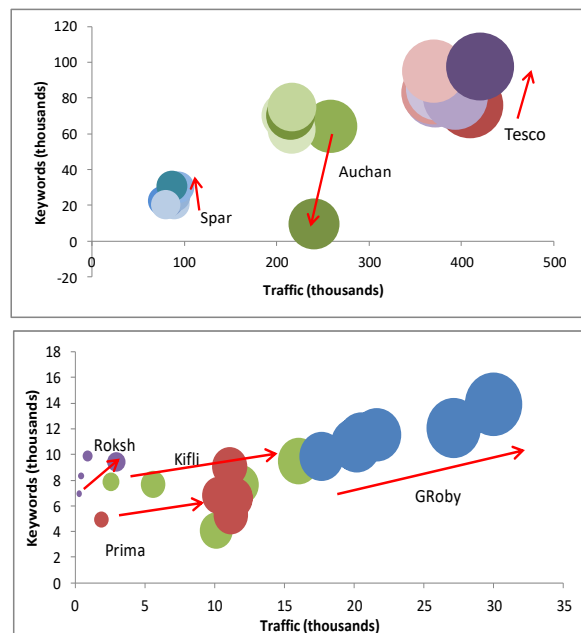 120
100
80
60
40
20
0
-20
Keywords (thousands)
Tesco
Auchan
Spar
0 100 200 300 400 500
Traffic (thousands)
18
16
14
12
10
8
6
4
2
0
Keywords (thousands)
Roksh
Kifli
GRoby
Prima
0 5 10 15 20 25 30 35
Traffic (thousands)